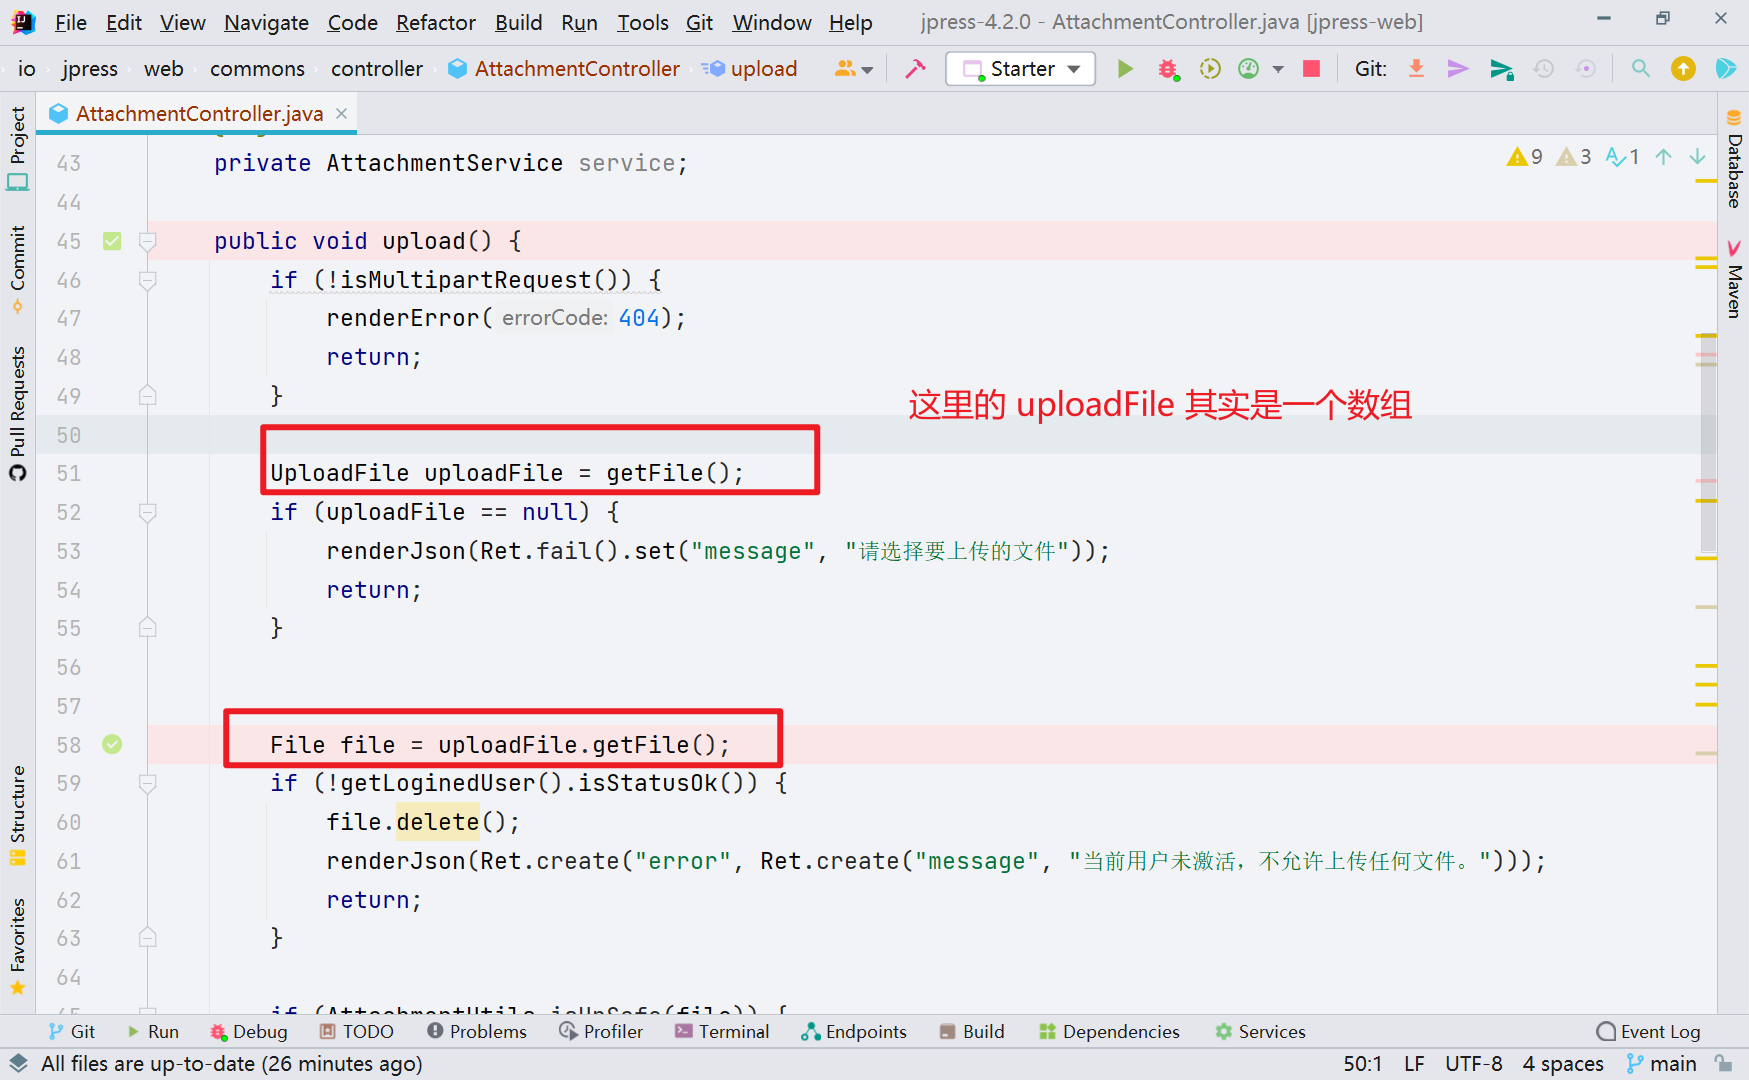 File Edit View Navigate Code Refactor Build Run Tools Git Window Help jpress-4.2.0 - AttachmentController.java [jpress-web]
io jpress web commons controller AttachmentController upload Starter Git:
AttachmentController.java
43 private AttachmentService service; 9 3 1
44
45 public void upload() {
46 if (!isMultipartRequest()) {
47 renderError( errorCode: 404);
48 return;
49 }
这里的 uploadFile 其实是一个数组
50
51 UploadFile uploadFile = getFile();
52 if (uploadFile == null) {
53 renderJson(Ret.fail().set("message", "请选择要上传的文件"));
54 return;
55 }
56
57
58 File file = uploadFile.getFile();
59 if (!getLoginedUser().isStatusOk()) {
60 file.delete();
61 renderJson(Ret.create("error", Ret.create("message", "当前用户未激活，不允许上传任何文件。")));
62 return;
63 }
64
65 if (AttachmentUtils.isUnSafe(file)) {
Project
Commit
Pull Requests
Structure
Favorites
Database
Maven
Git Run Debug TODO Problems Profiler Terminal Endpoints Build Dependencies Services Event Log
All files are up-to-date (26 minutes ago) 50:1 LF UTF-8 4 spaces main